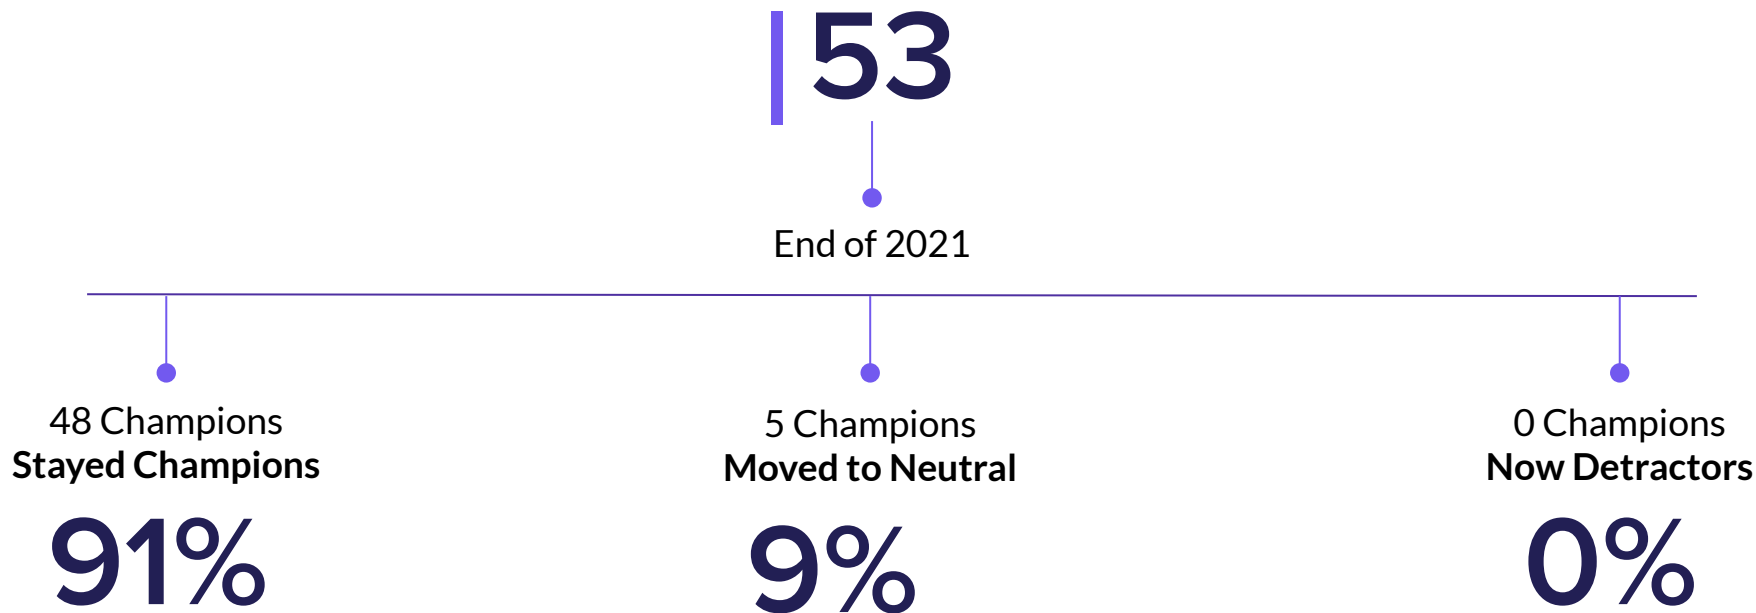 53
End of 2021
48 Champions
Stayed Champions
91%
5 Champions
Moved to Neutral
9%
0 Champions
Now Detractors
0%